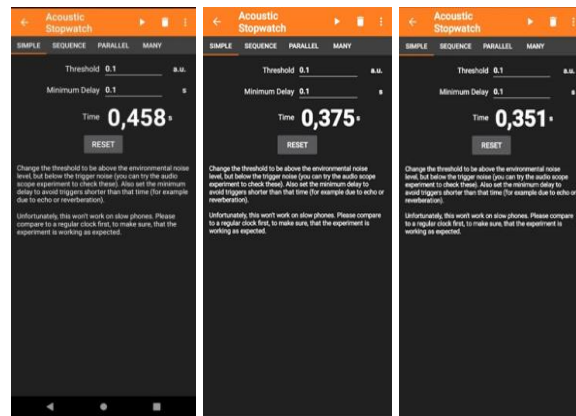 Acoustic
Stopwatch
SIMPLE SEQUENCE PARALLEL MANY
Threshold 0.1 a.u.
Minimum Delay 0.1 s
Time 0,458 s
RESET
Change the threshold to be above the environmental noise
level, but below the trigger noise (you can try the audio
scope experiment to check these). Also set the minimum
delay to avoid triggers shorter than that time (for example
due to echo or reverberation).
Unfortunately, this won't work on slow phones. Please
compare to a regular clock first, to make sure, that the
experiment is working as expected.
Acoustic
Stopwatch
SIMPLE SEQUENCE PARALLEL MANY
Threshold 0.1 a.u.
Minimum Delay 0.1 s
Time 0,375 s
RESET
Change the threshold to be above the environmental noise
level, but below the trigger noise (you can try the audio scope
experiment to check these). Also set the minimum delay to
avoid triggers shorter than that time (for example due to echo or
reverberation).
Unfortunately, this won't work on slow phones. Please compare
to a regular clock first, to make sure, that the experiment is
working as expected.
Acoustic
Stopwatch
SIMPLE SEQUENCE PARALLEL MANY
Threshold 0.1 a.u.
Minimum Delay 0.1 s
Time 0,351 s
RESET
Change the threshold to be above the environmental noise
level, but below the trigger noise (you can try the audio scope
experiment to check these). Also set the minimum delay to
avoid triggers shorter than that time (for example due to echo or
reverberation).
Unfortunately, this won't work on slow phones. Please compare
to a regular clock first, to make sure, that the experiment is
working as expected.